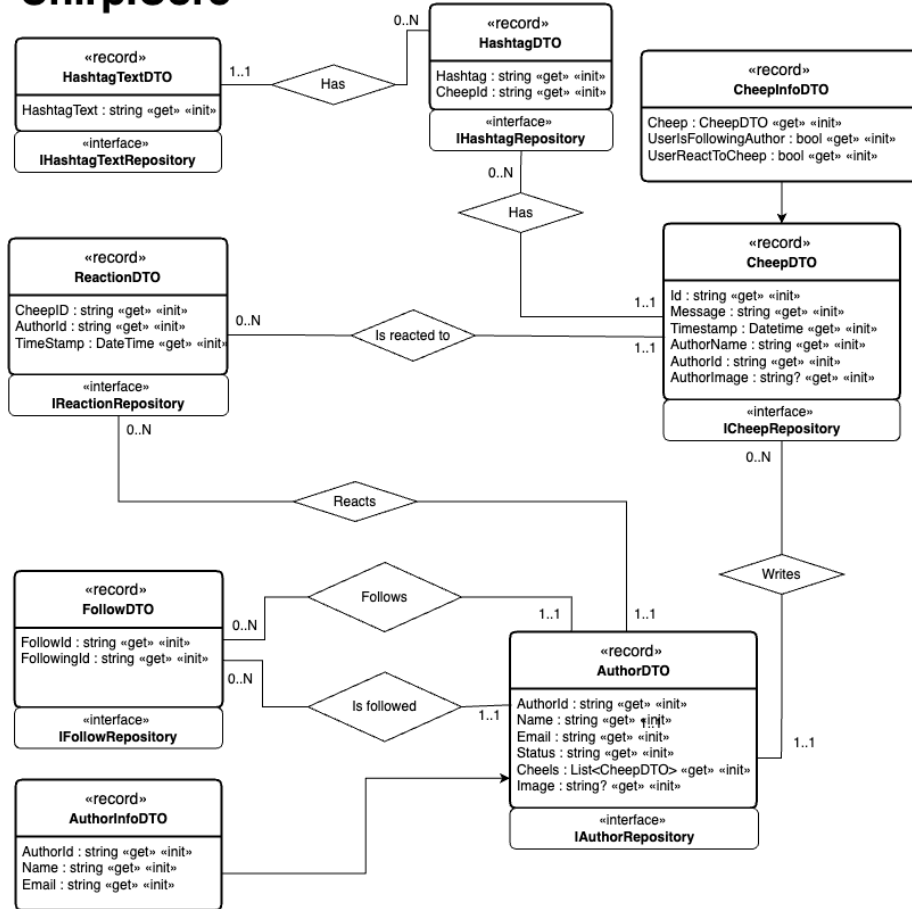 «record»
HashtagTextDTO
HashtagText : string «get» «init»
«interface»
IHashtagTextRepository
1..1
Has
0..N
«record»
HashtagDTO
Hashtag : string «get» «init»
CheepId : string «get» «init»
«interface»
IHashtagRepository
0..N
Has
1..1
CheepInfoDTO
Cheep : CheepDTO «get» «init»
UserIsFollowingAuthor : bool «get» «init»
UserReactToCheep : bool «get» «init»
«record»
CheepDTO
Id : string «get» «init»
Message : string «get» «init»
Timestamp : Datetime «get» «init»
AuthorName : string «get» «init»
AuthorId : string «get» «init»
AuthorImage : string? «get» «init»
«interface»
ICheepRepository
0..N
«record»
ReactionDTO
CheepID : string «get» «init»
AuthorId : string «get» «init»
TimeStamp : DateTime «get» «init»
«interface»
IReactionRepository
0..N
Is reacted to
1..1
0..N
Reacts
1..1
Writes
1..1
«record»
FollowDTO
FollowId : string «get» «init»
FollowingId : string «get» «init»
«interface»
IFollowRepository
0..N
Follows
1..1
0..N
Is followed
1..1
«record»
AuthorDTO
AuthorId : string «get» «init»
Name : string «get» «init»
1..1
Email : string «get» «init»
Status : string «get» «init»
Cheels : List<CheepDTO> «get» «init»
Image : string? «get» «init»
«interface»
IAuthorRepository
«record»
AuthorInfoDTO
AuthorId : string «get» «init»
Name : string «get» «init»
Email : string «get» «init»